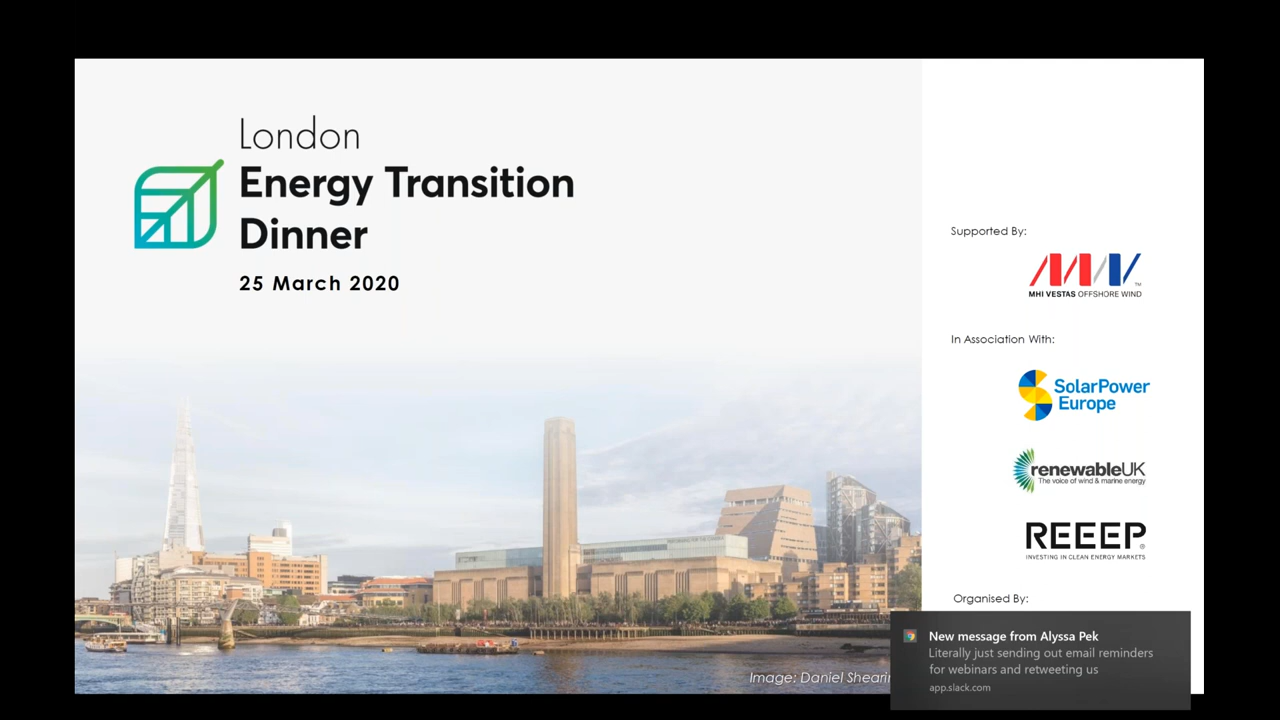 London
Energy Transition
Dinner
25 March 2020
Supported By:
MHI VESTAS OFFSHORE WIND
TM
In Association With:
SolarPower
Europe
renewableUK
The voice of wind & marine energy
REEEP
INVESTING IN CLEAN ENERGY MARKETS
Organised By:
New message from Alyssa Pek
Literally just sending out email reminders
for webinars and retweeting us
app.slack.com
Image: Daniel